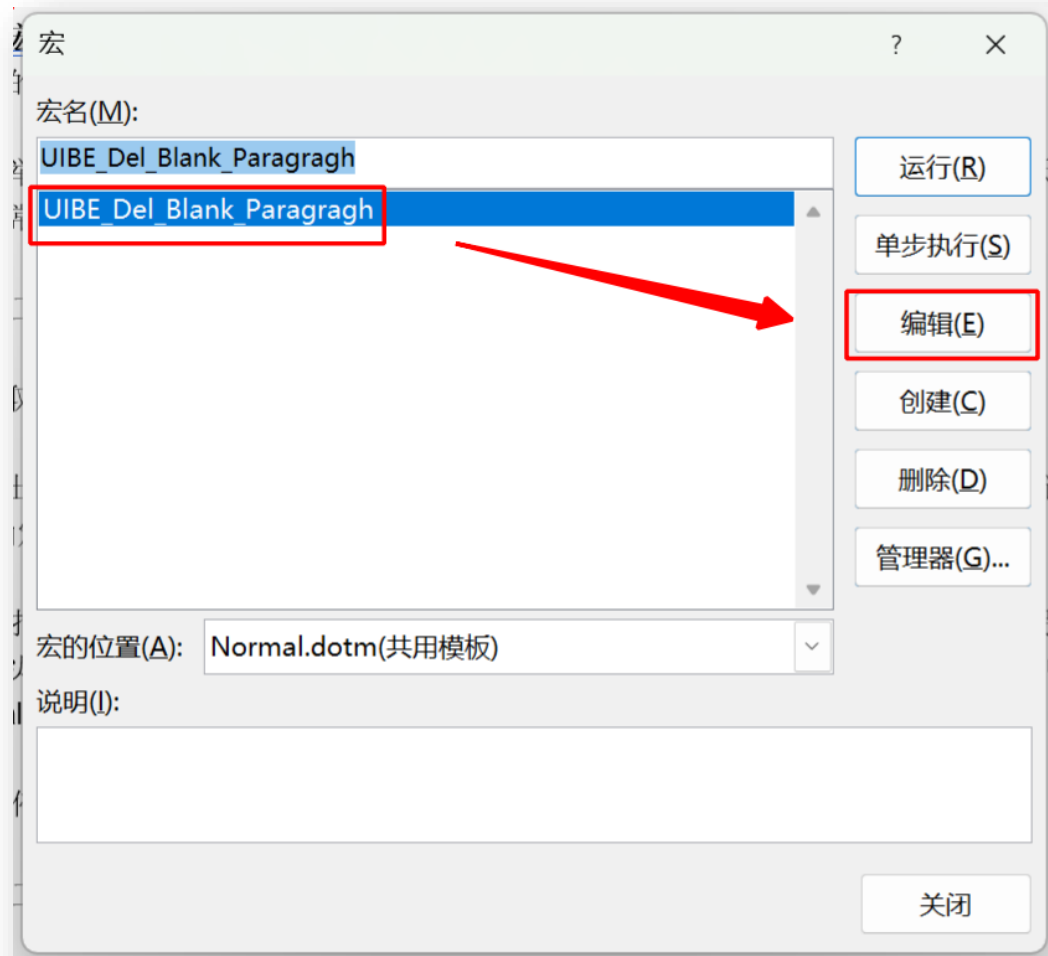 宏
?
宏名(M):
UIBE_Del_Blank_Paragragh
UIBE_Del_Blank_Paragragh
运行(R)
单步执行(S)
编辑(E)
创建(C)
删除(D)
管理器(G)...
宏的位置(A):
Normal.dotm(共用模板)
说明(I):
关闭